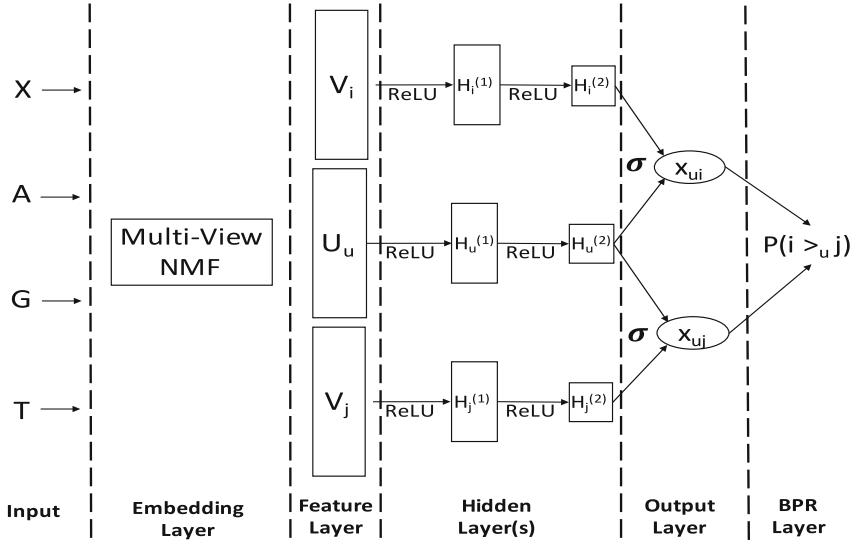 X
A
G
T
Multi-View
NMF
V_i
U_u
V_j
ReLU
H_i^(1)
ReLU
H_i^(2)
ReLU
H_u^(1)
ReLU
H_u^(2)
ReLU
H_j^(1)
ReLU
H_j^(2)
σ
x_ui
σ
x_uj
P(i >_u j)
Input
Embedding
Layer
Feature
Layer
Hidden
Layer(s)
Output
Layer
BPR
Layer